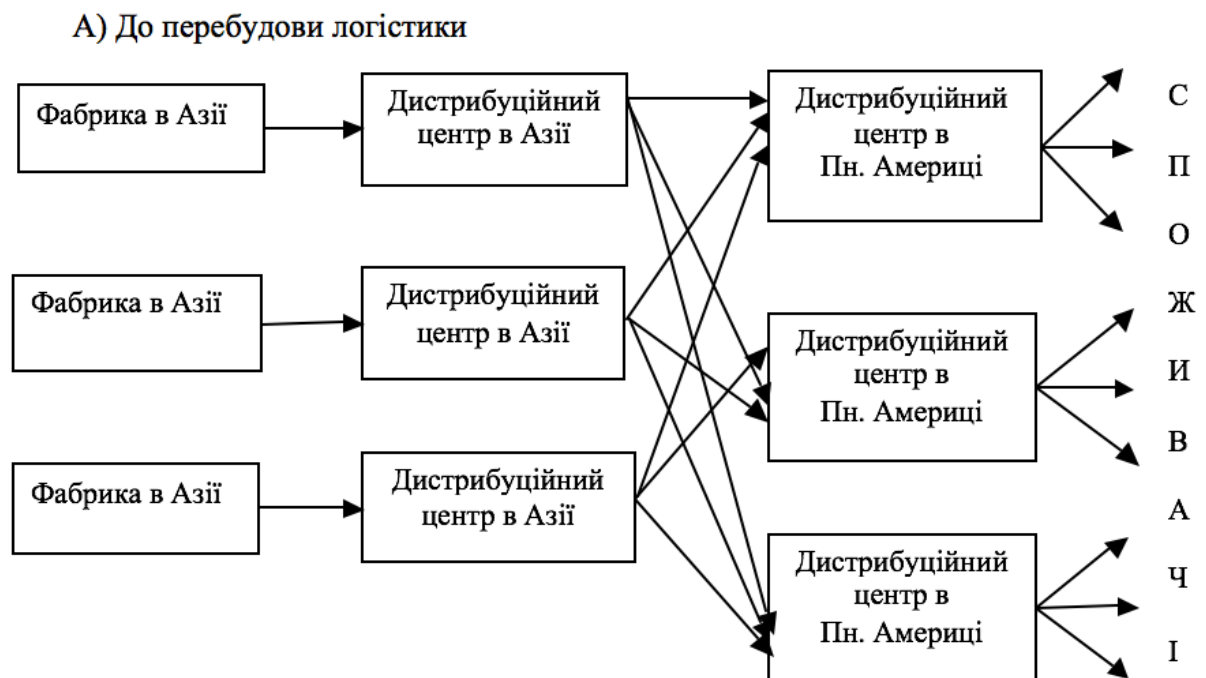 А) До перебудови логістики
Фабрика в Азії
Дистрибуційний
центр в Азії
Дистрибуційний
центр в
Пн. Америці
Фабрика в Азії
Дистрибуційний
центр в Азії
Дистрибуційний
центр в
Пн. Америці
Фабрика в Азії
Дистрибуційний
центр в Азії
Дистрибуційний
центр в
Пн. Америці
С
П
О
Ж
И
В
А
Ч
І